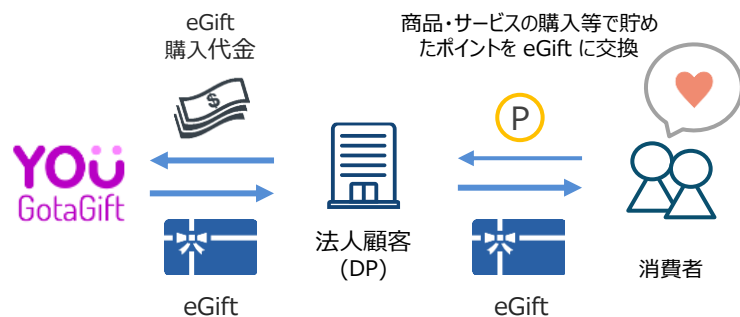 eGift
購入代金
商品・サービスの購入等で貯め
たポイントを eGift に交換
$
P
YOU
GotaGift
法人顧客
(DP)
消費者
eGift
eGift